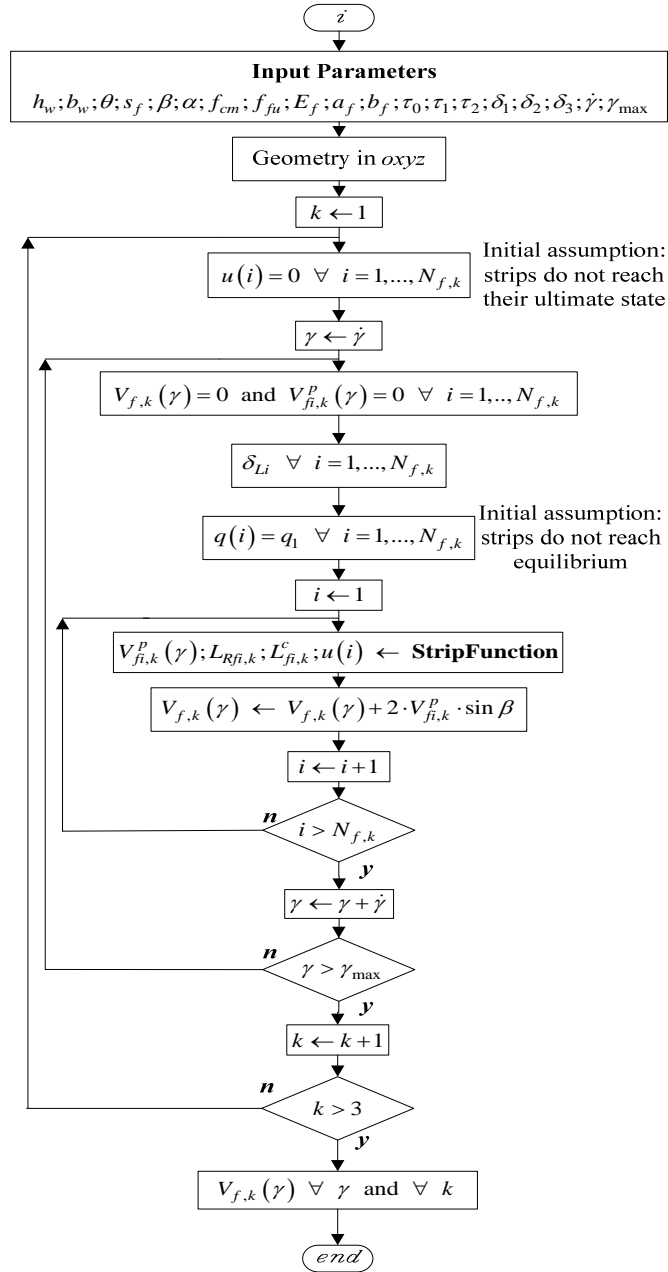 i
Input Parameters
h_w; b_w; θ; s_f; β; α; f_cm; f_fu; E_f; a_f; b_f; τ_0; τ_1; τ_2; δ_1; δ_2; δ_3; γ̇; γ_max
Geometry in oxyz
k ← 1
u(i) = 0 ∀ i = 1,..., N_f,k
Initial assumption:
strips do not reach
their ultimate state
γ ← γ̇
V_f,k(γ) = 0 and V^p_fi,k(γ) = 0 ∀ i = 1,.., N_f,k
δ_Li ∀ i = 1,..., N_f,k
q(i) = q_1 ∀ i = 1,..., N_f,k
Initial assumption:
strips do not reach
equilibrium
i ← 1
V^p_fi,k(γ); L_Rfi,k; L^c_fi,k; u(i) ← StripFunction
V_f,k(γ) ← V_f,k(γ) + 2 · V^p_fi,k · sin β
i ← i + 1
n
i > N_f,k
y
γ ← γ + γ̇
n
γ > γ_max
y
k ← k + 1
n
k > 3
y
V_f,k(γ) ∀ γ and ∀ k
end